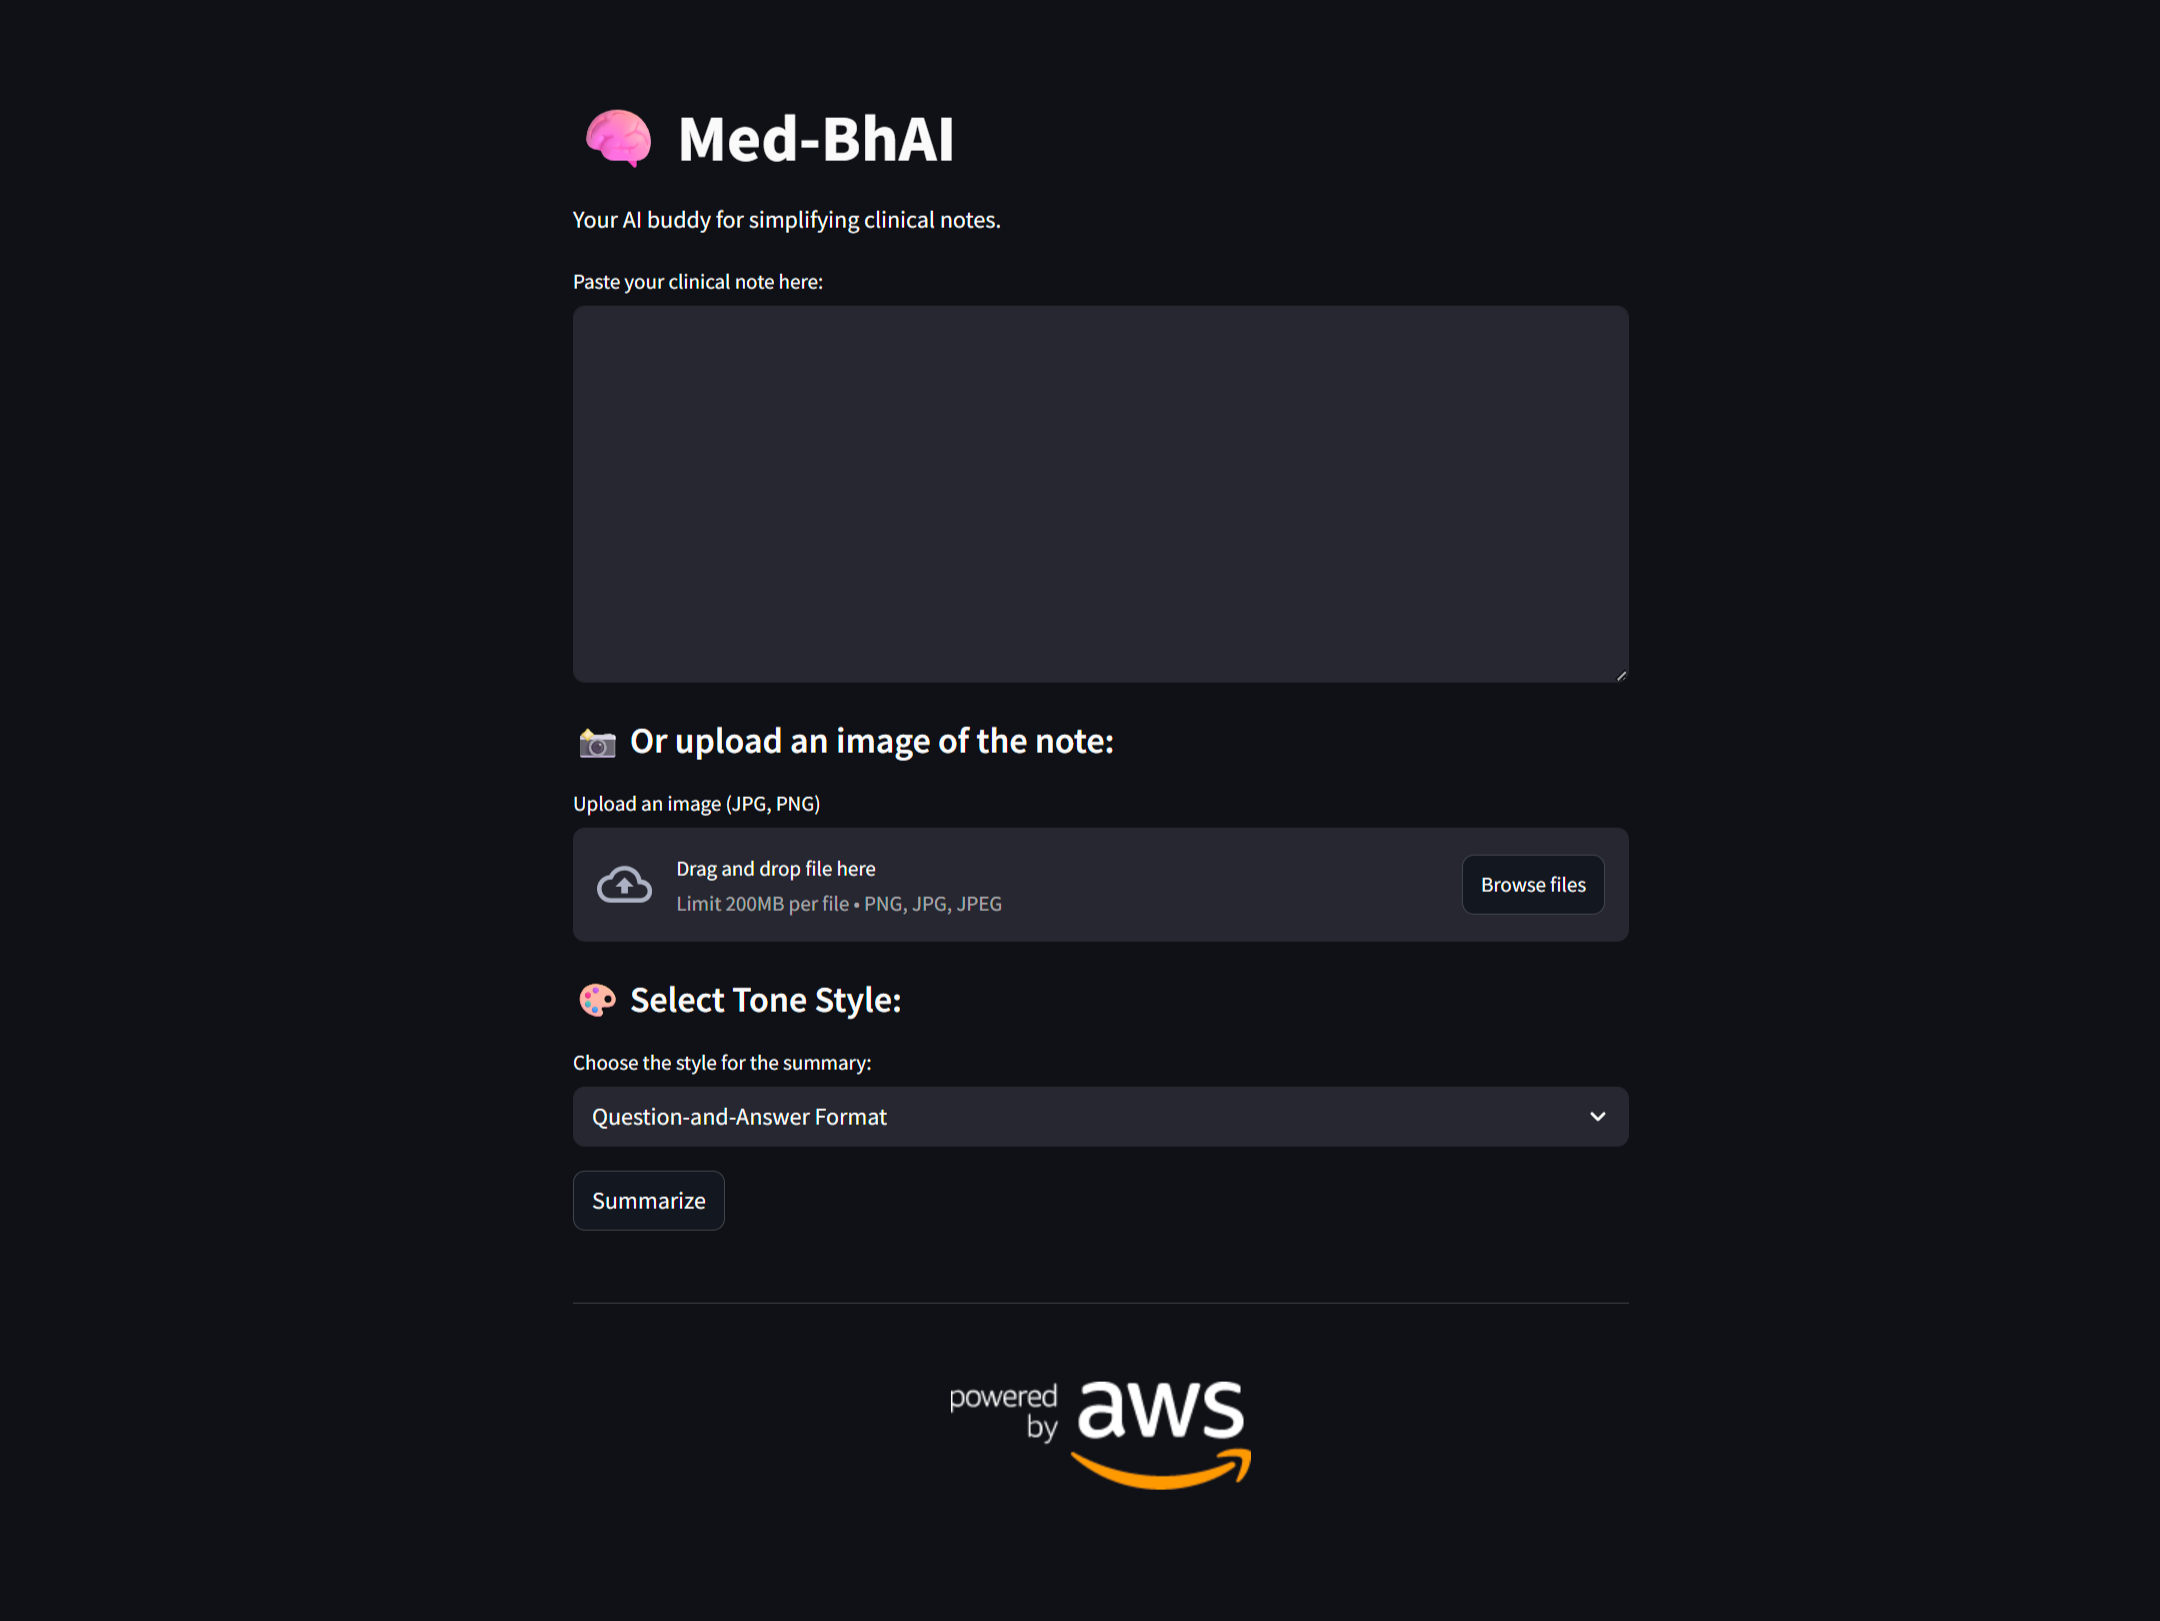 Med-BhAI
Your AI buddy for simplifying clinical notes.
Paste your clinical note here:
Or upload an image of the note:
Upload an image (JPG, PNG)
Drag and drop file here
Limit 200MB per file • PNG, JPG, JPEG
Browse files
Select Tone Style:
Choose the style for the summary:
Question-and-Answer Format
Summarize
powered
by
aws